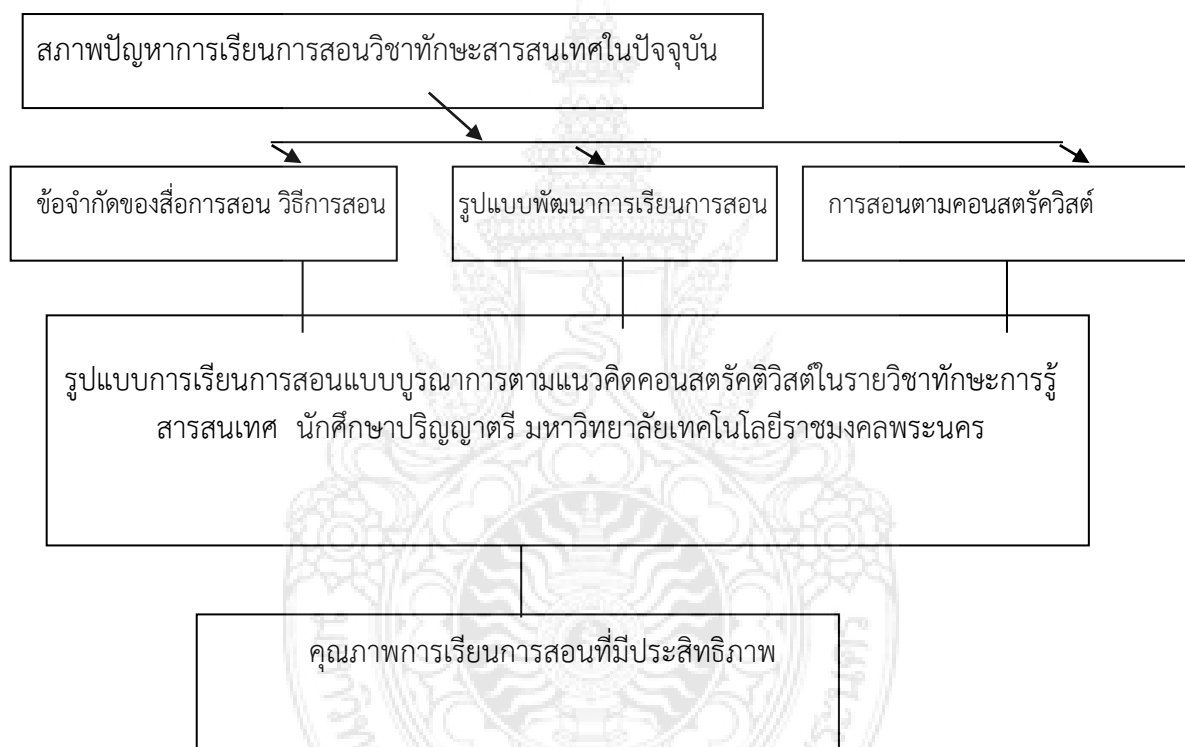 สภาพปัญหาการเรียนการสอนวิชาทักษะสารสนเทศในปัจจุบัน
ข้อจำกัดของสื่อการสอน วิธีการสอน
รูปแบบพัฒนาการเรียนการสอน
การสอนตามคอนสตรัควิสต์
รูปแบบการเรียนการสอนแบบบูรณาการตามแนวคิดคอนสตรัคติวิสต์ในรายวิชาทักษะการรู้
สารสนเทศ นักศึกษาปริญญาตรี มหาวิทยาลัยเทคโนโลยีราชมงคลพระนคร
คุณภาพการเรียนการสอนที่มีประสิทธิภาพ